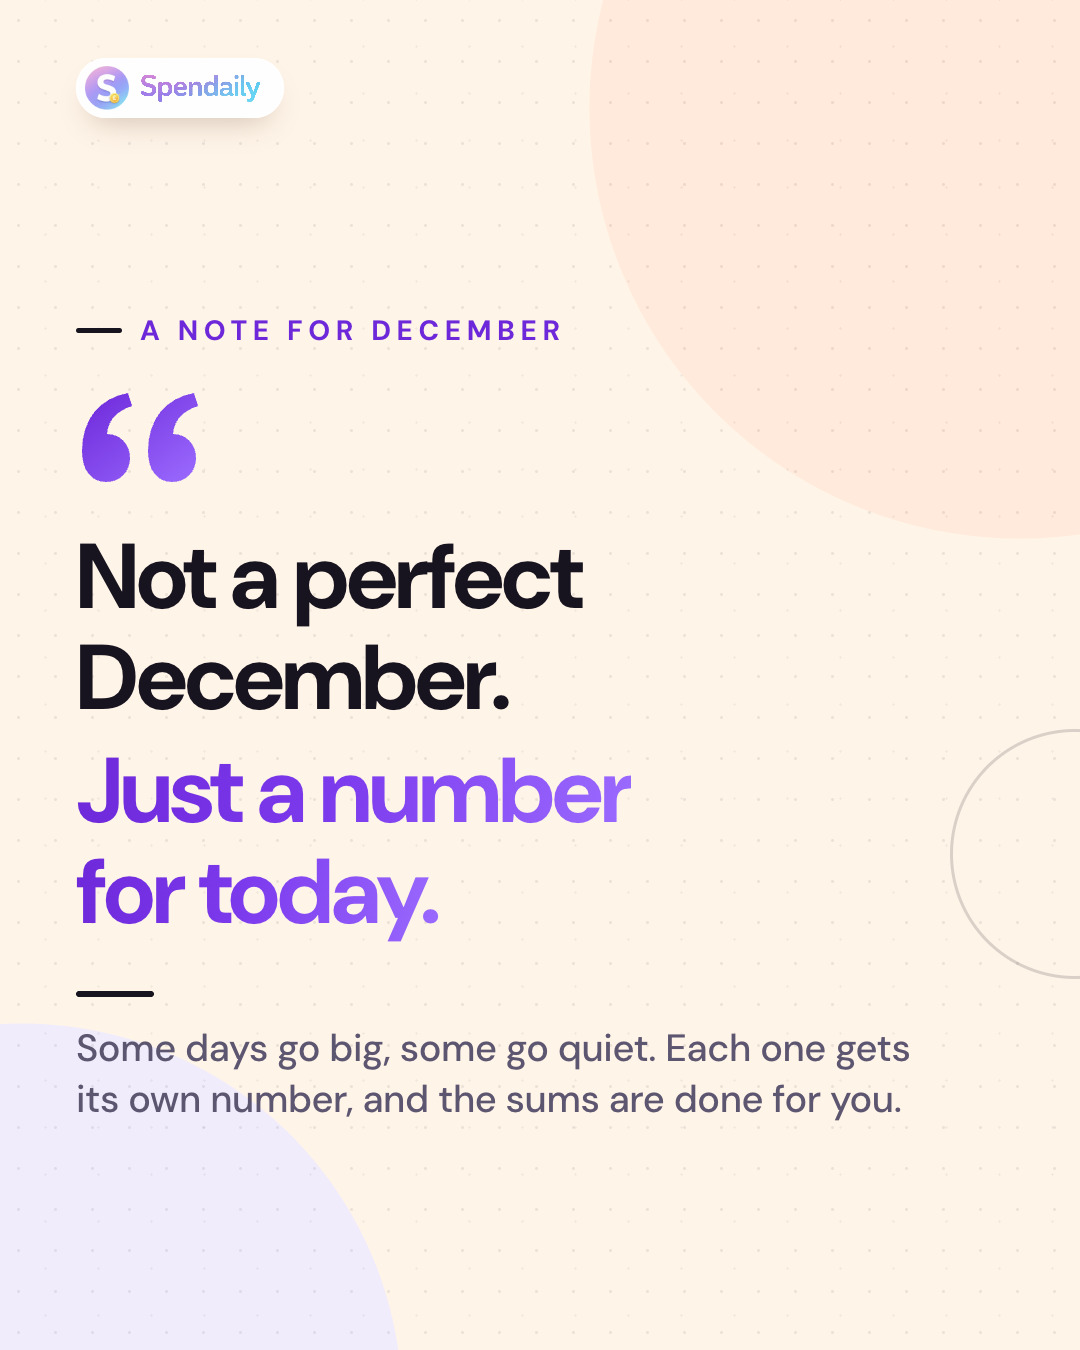 Spendaily
A NOTE FOR DECEMBER
“
Not a perfect
December.
Just a number
for today.
Some days go big, some go quiet. Each one gets
its own number, and the sums are done for you.